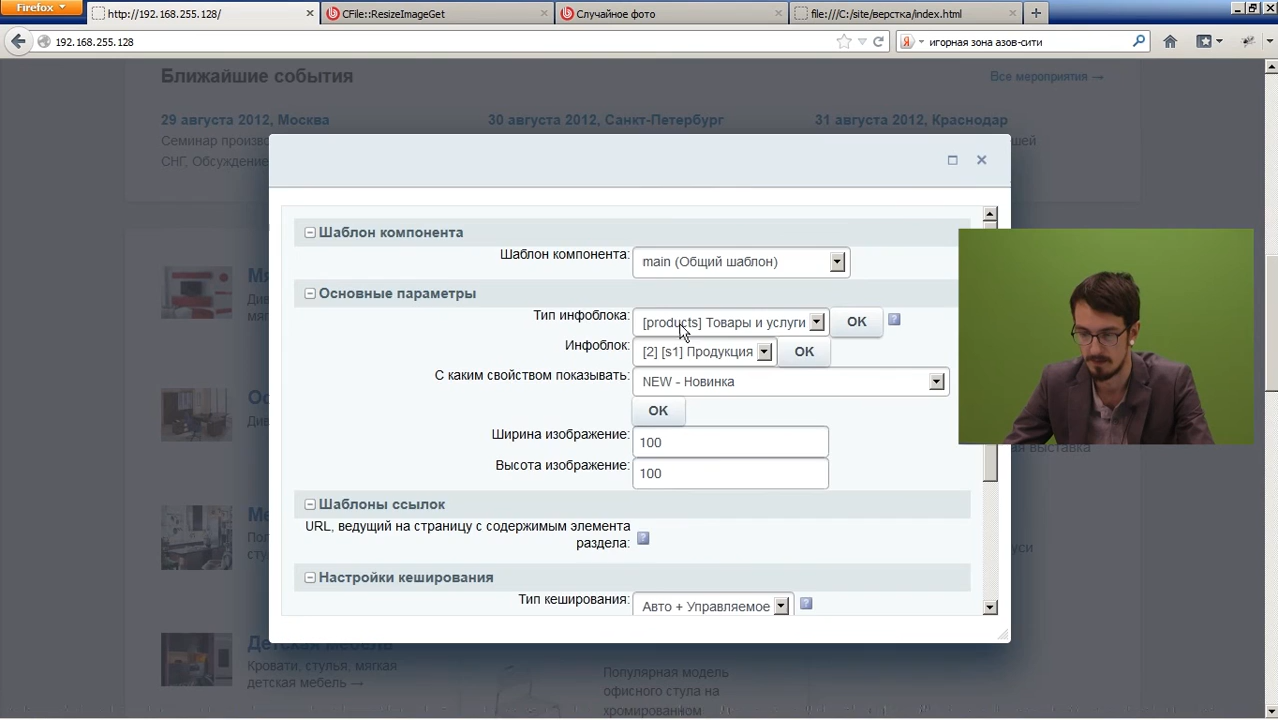 Firefox
http://192.168.255.128/
CFile::ResizeImageGet
Случайное фото
file:///C:/site/верстка/index.html
192.168.255.128
игорная зона азов-сити
Ближайшие события
Все мероприятия →
29 августа 2012, Москва
30 августа 2012, Санкт-Петербург
31 августа 2012, Краснодар
Семинар произво
СНГ, Обсуждение
Шаблон компонента
Шаблон компонента:
main (Общий шаблон)
Основные параметры
Тип инфоблока:
[products] Товары и услуги
OK
Инфоблок:
[2] [s1] Продукция
OK
С каким свойством показывать:
NEW - Новинка
OK
Ширина изображение:
100
Высота изображение:
100
Шаблоны ссылок
URL, ведущий на страницу с содержимым элемента
раздела:
Настройки кеширования
Тип кеширования:
Авто + Управляемое
Детская мебель
Кровати, стулья, мягкая
детская мебель →
Популярная модель
офисного стула на
хромированном